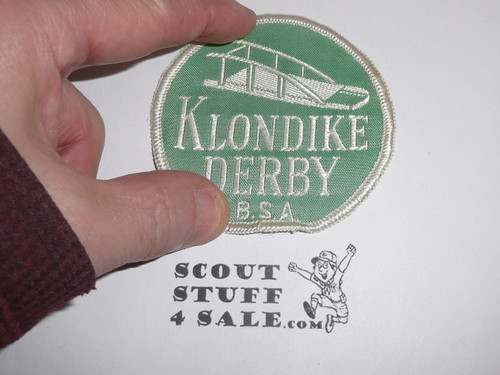 KLONDIKE
DERBY
B.S.A.
SCOUT
STUFF
4 SALE.COM